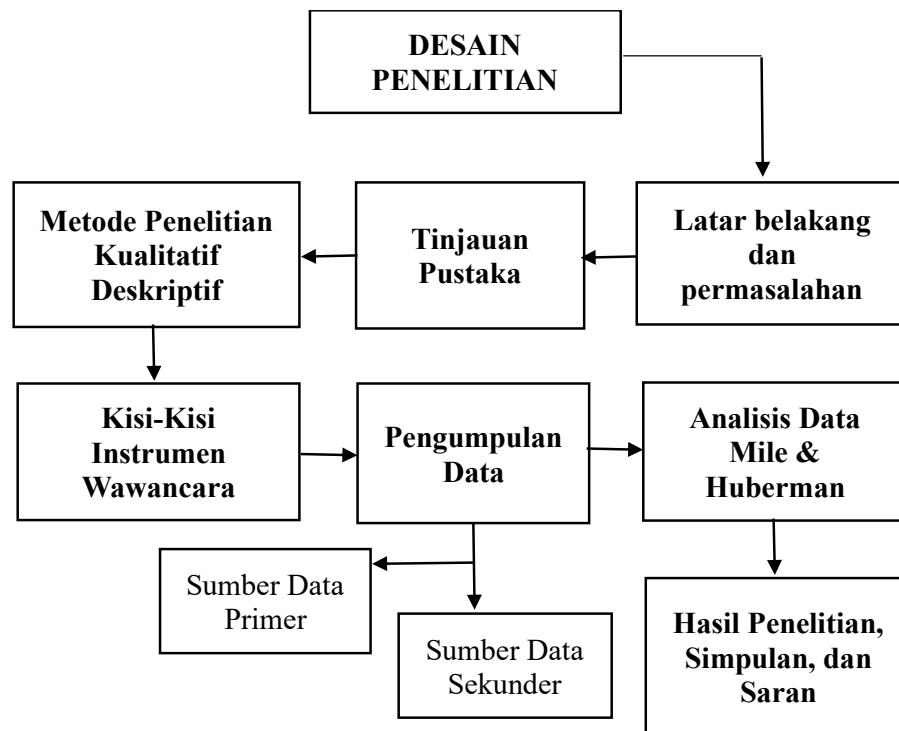 DESAIN
PENELITIAN
Latar belakang
dan
permasalahan
Tinjauan
Pustaka
Metode Penelitian
Kualitatif
Deskriptif
Kisi-Kisi
Instrumen
Wawancara
Pengumpulan
Data
Sumber Data
Primer
Sumber Data
Sekunder
Analisis Data
Mile &
Huberman
Hasil Penelitian,
Simpulan, dan
Saran